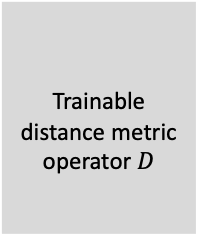 Trainable
distance metric
operator D